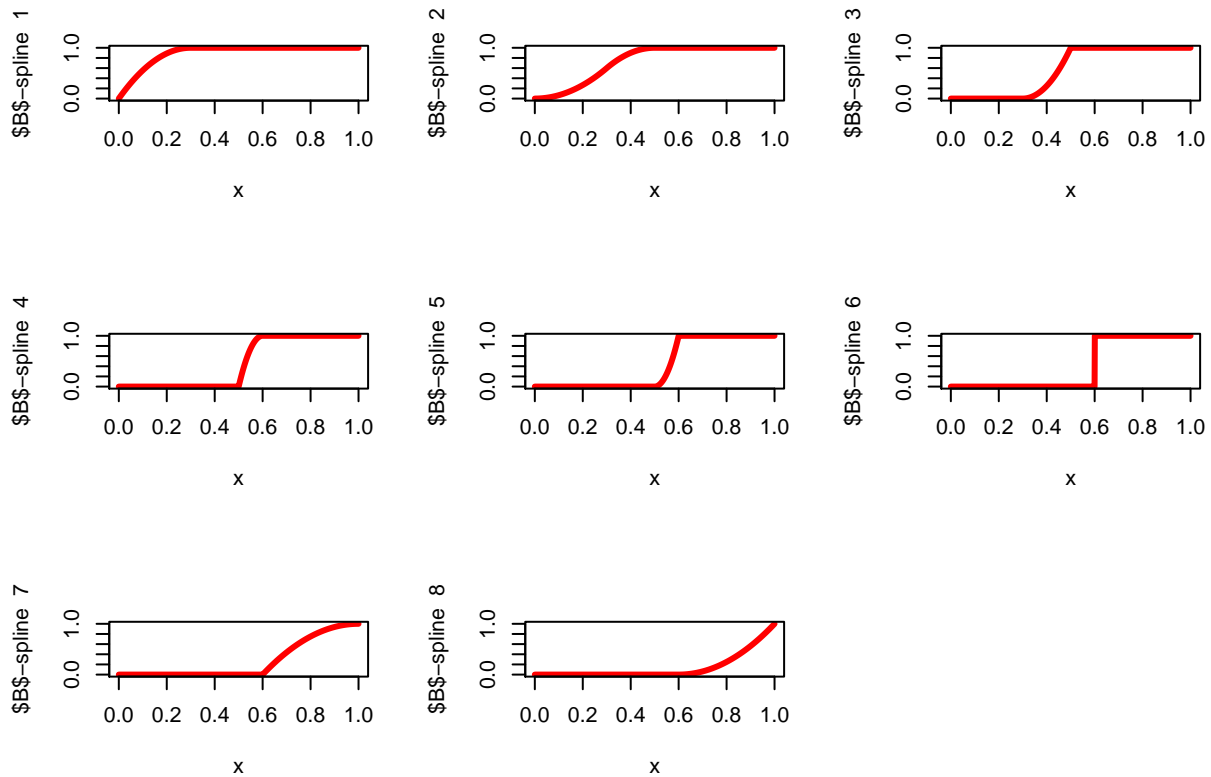 $B$-spline 1
0.0 1.0
0.0 0.2 0.4 0.6 0.8 1.0
x
$B$-spline 2
0.0 1.0
0.0 0.2 0.4 0.6 0.8 1.0
x
$B$-spline 3
0.0 1.0
0.0 0.2 0.4 0.6 0.8 1.0
x
$B$-spline 4
0.0 1.0
0.0 0.2 0.4 0.6 0.8 1.0
x
$B$-spline 5
0.0 1.0
0.0 0.2 0.4 0.6 0.8 1.0
x
$B$-spline 6
0.0 1.0
0.0 0.2 0.4 0.6 0.8 1.0
x
$B$-spline 7
0.0 1.0
0.0 0.2 0.4 0.6 0.8 1.0
x
$B$-spline 8
0.0 1.0
0.0 0.2 0.4 0.6 0.8 1.0
x